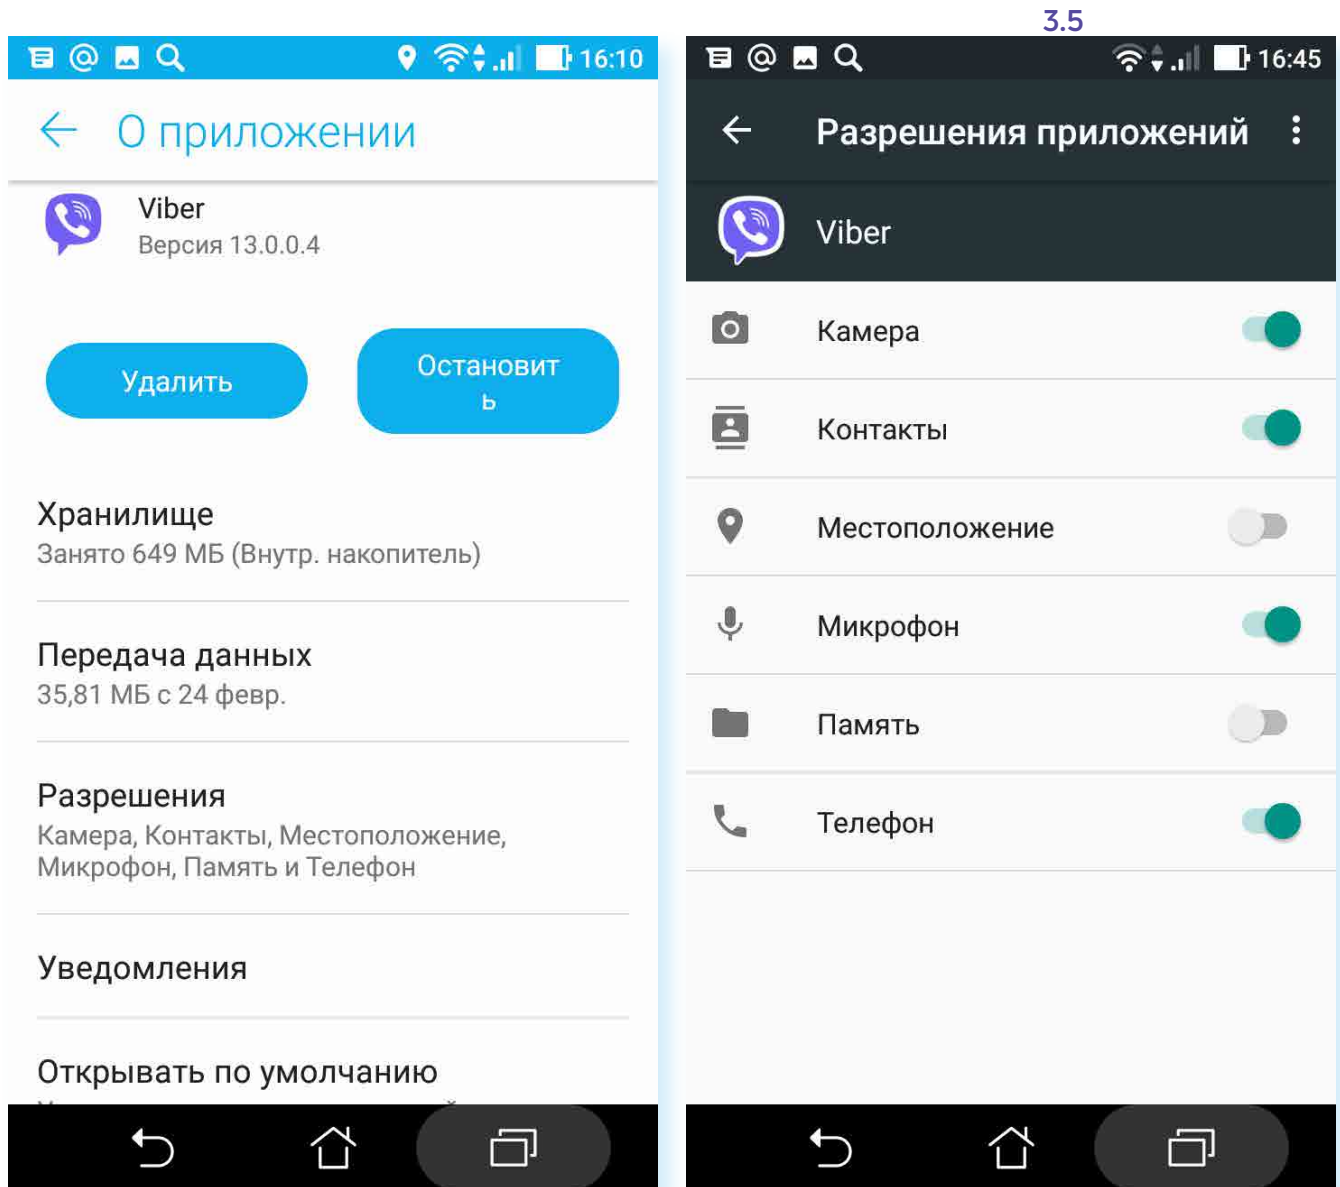 3.5
16:10
О приложении
Viber
Версия 13.0.0.4
Удалить
Остановит
ь
Хранилище
Занято 649 МБ (Внутр. накопитель)
Передача данных
35,81 МБ с 24 февр.
Разрешения
Камера, Контакты, Местоположение,
Микрофон, Память и Телефон
Уведомления
Открывать по умолчанию
16:45
Разрешения приложений
Viber
Камера
Контакты
Местоположение
Микрофон
Память
Телефон